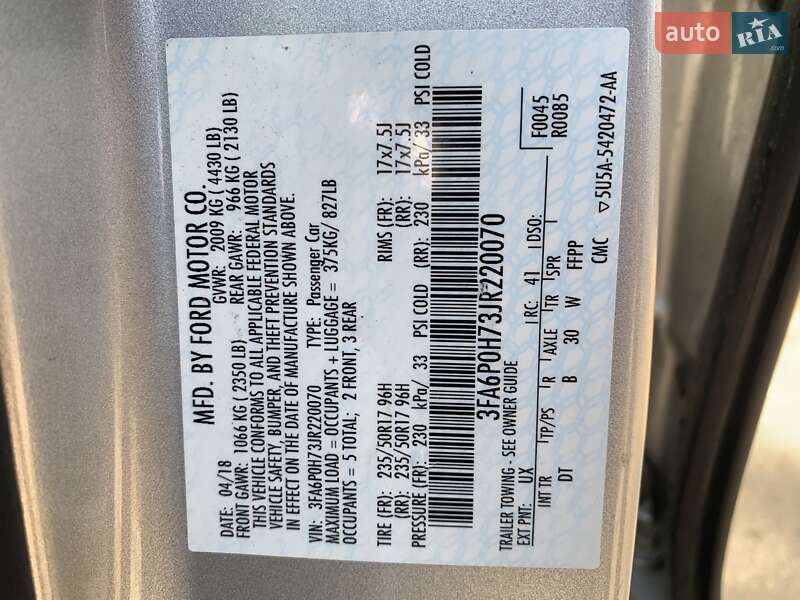 auto RIA.com
MFD. BY FORD MOTOR CO.
DATE: 04/18 GVWR: 2009 KG (4430 LB)
FRONT GAWR: 1066 KG (2350 LB) REAR GAWR: 966 KG (2130 LB)
THIS VEHICLE CONFORMS TO ALL APPLICABLE FEDERAL MOTOR
VEHICLE SAFETY, BUMPER, AND THEFT PREVENTION STANDARDS
IN EFFECT ON THE DATE OF MANUFACTURE SHOWN ABOVE.
VIN: 3FA6P0H73JR220070 TYPE: Passenger Car
MAXIMUM LOAD = OCCUPANTS + LUGGAGE = 375KG/ 827LB
OCCUPANTS = 5 TOTAL; 2 FRONT, 3 REAR
TIRE (FR): 235/50R17 96H RIMS (FR): 17x7.5J
(RR): 235/50R17 96H (RR): 17x7.5J
PRESSURE (FR): 230 kPa/ 33 PSI COLD (RR): 230 kPa/ 33 PSI COLD
3FA6P0H73JR220070
TRAILER TOWING - SEE OWNER GUIDE F0045
R0085
EXT PNT: UX RC: 41 DSO:
INT TR TP/PS R AXLE TR SPR
DT B 30 W FFPP
CMC ▽5U5A-5420472-AA